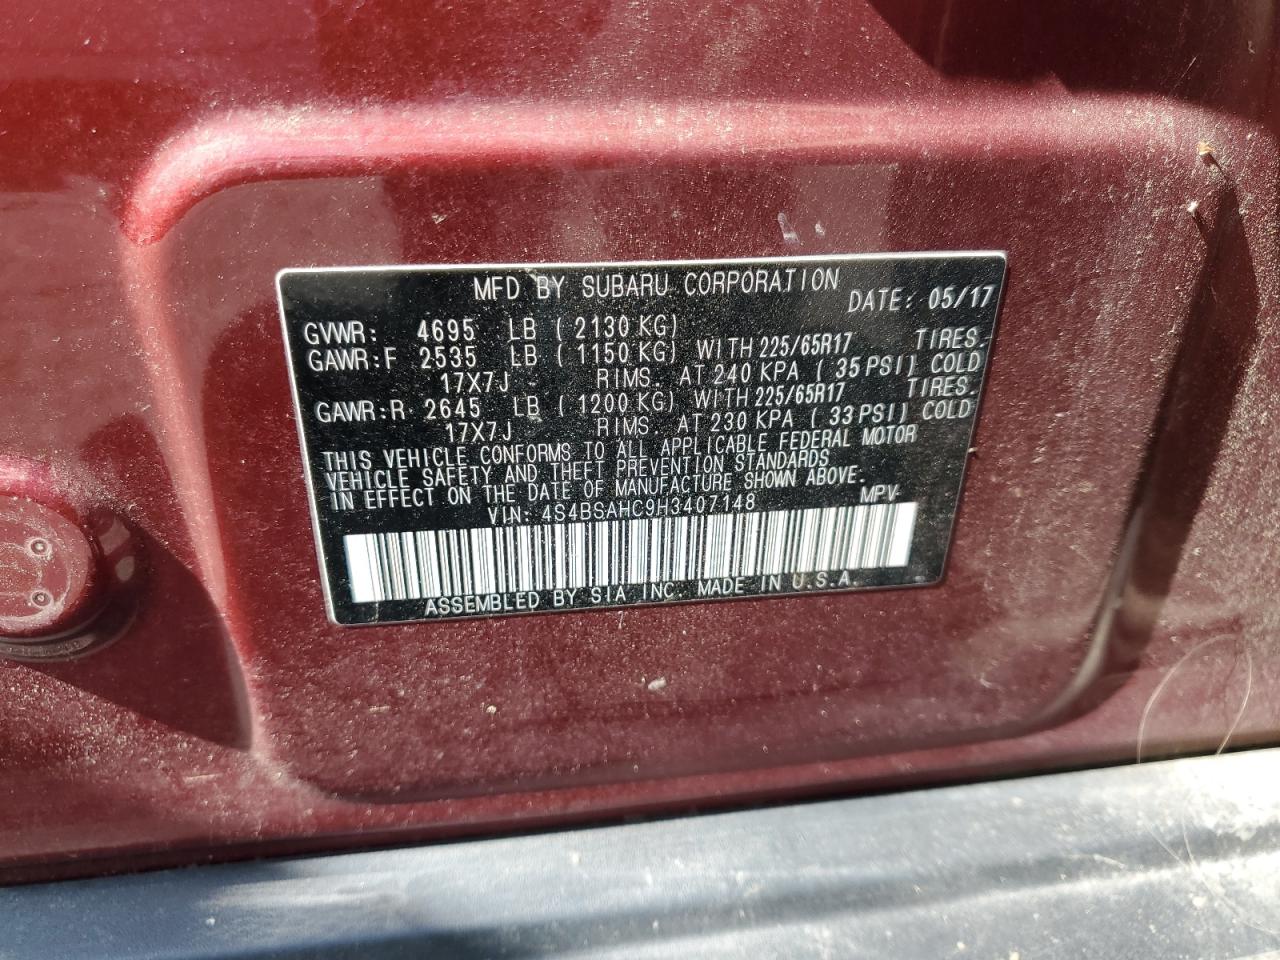 MFD BY SUBARU CORPORATION DATE: 05/17
GVWR: 4695 LB ( 2130 KG)
GAWR:F 2535 LB ( 1150 KG) WITH 225/65R17 TIRES.
17X7J RIMS. AT 240 KPA ( 35 PSI) COLD
GAWR:R 2645 LB ( 1200 KG) WITH 225/65R17 TIRES.
17X7J RIMS. AT 230 KPA ( 33 PSI) COLD
THIS VEHICLE CONFORMS TO ALL APPLICABLE FEDERAL MOTOR
VEHICLE SAFETY AND THEFT PREVENTION STANDARDS
IN EFFECT ON THE DATE OF MANUFACTURE SHOWN ABOVE.
VIN: 4S4BSAHC9H3407148 MPV
ASSEMBLED BY SIA INC. MADE IN U.S.A.